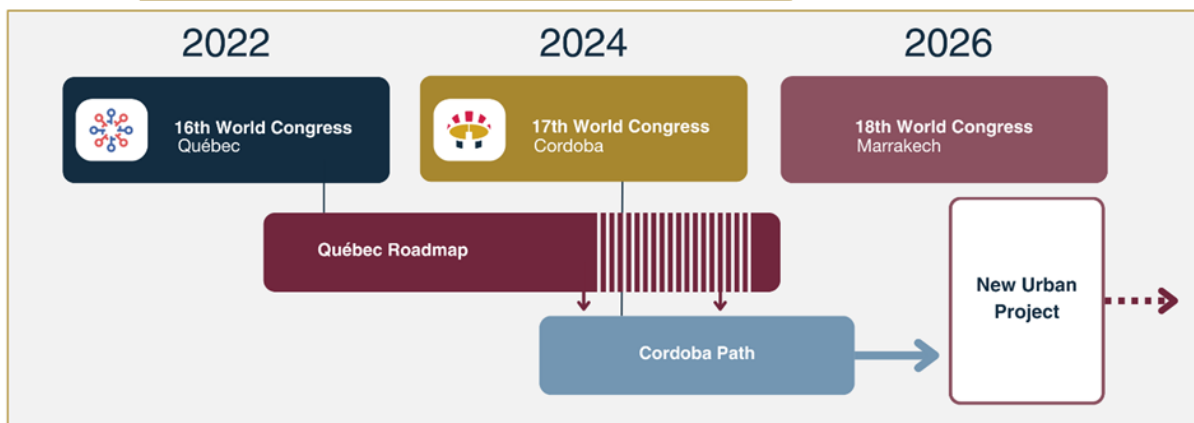 2022
2024
2026
16th World Congress
Québec
17th World Congress
Cordoba
18th World Congress
Marrakech
Québec Roadmap
New Urban
Project
Cordoba Path